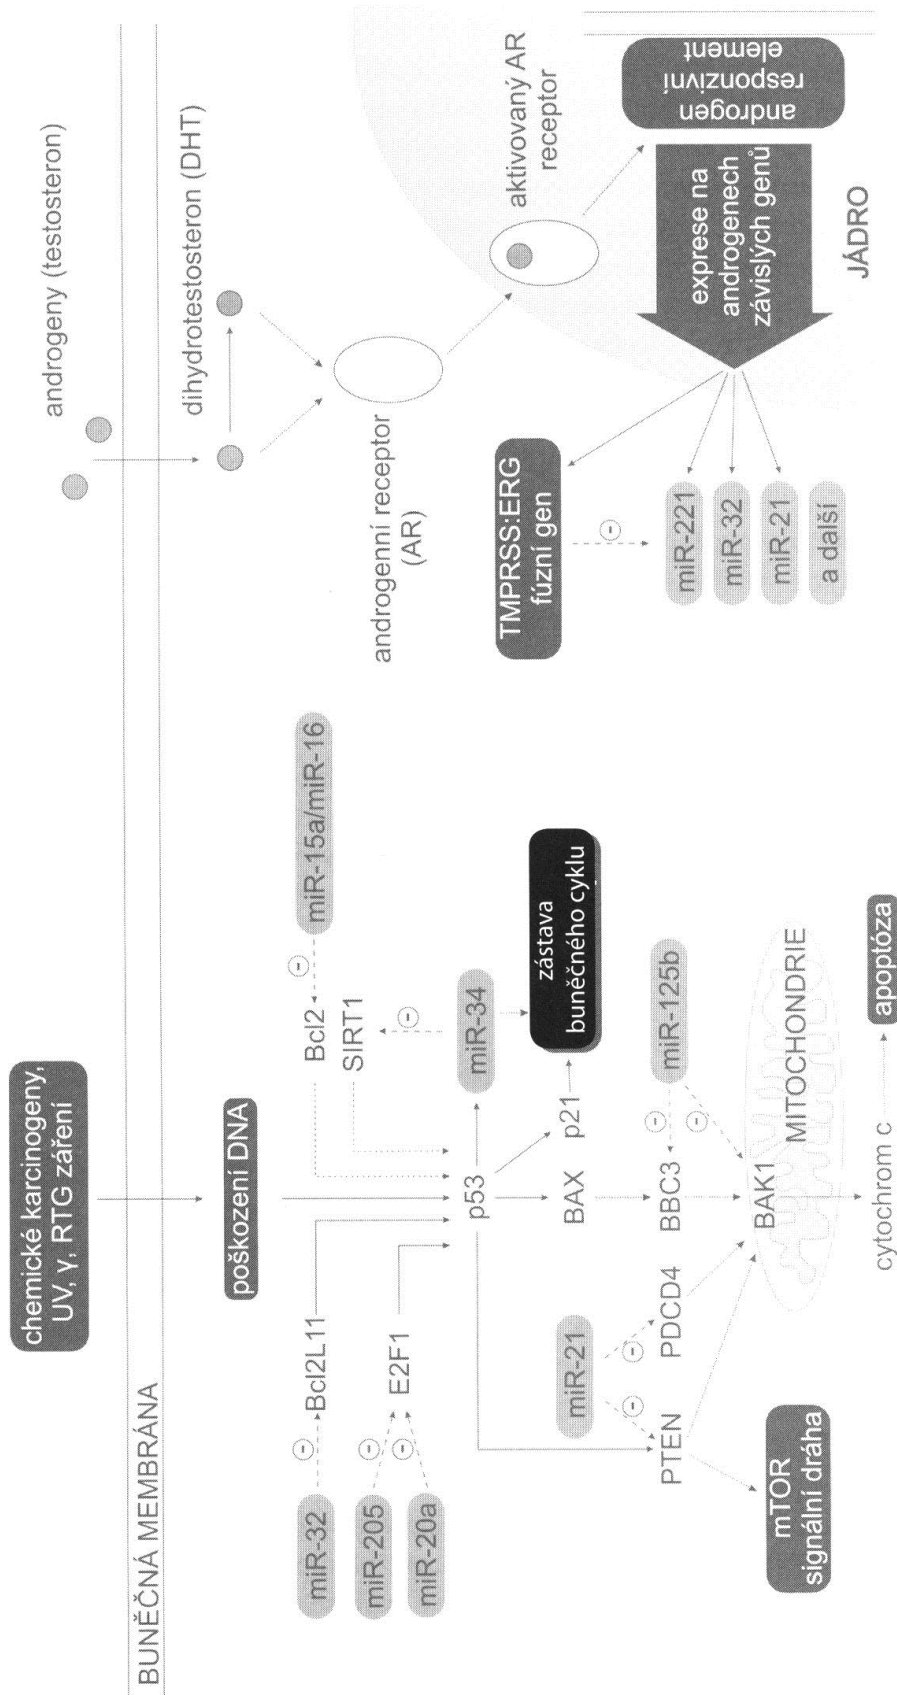 chemické karcinogeny,
UV, γ, RTG záření
androgeny (testosteron)
BUNĚČNÁ MEMBRÁNA
poškození DNA
dihydrotestosteron (DHT)
miR-32
-
Bcl2L11
Bcl2
-
miR-15a/miR-16
SIRT1
miR-205
-
E2F1
miR-20a
-
-
androgenní receptor
(AR)
aktivovaný AR
receptor
p53
miR-34
zástava
buněčného cyklu
TMPRSS:ERG
fúzní gen
miR-21
BAX
p21
-
-
-
-
-
PTEN
PDCD4
BBC3
miR-125b
miR-221
miR-32
miR-21
a další
exprese na
androgenech
závislých genů
androgen
responzivní
element
BAK1
MITOCHONDRIE
mTOR
signální dráha
JÁDRO
cytochrom c
apoptóza